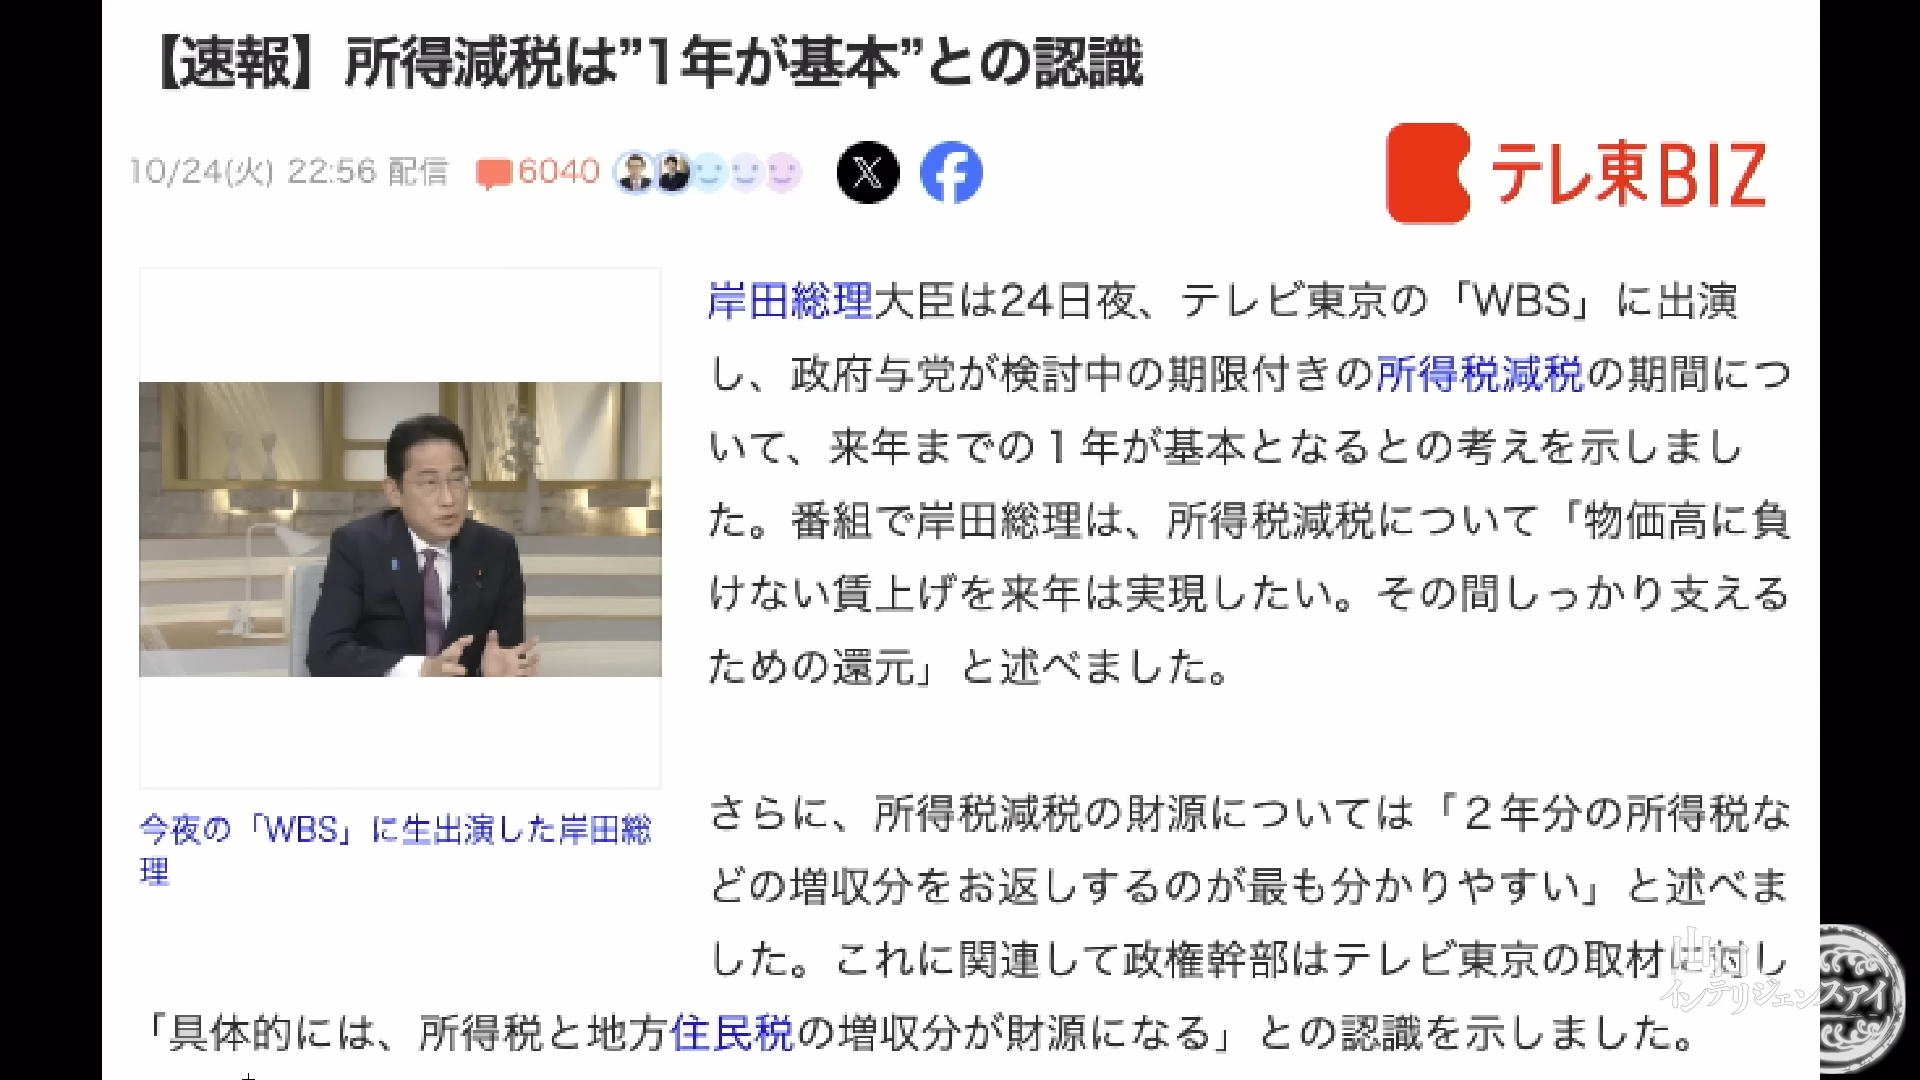 【速報】所得減税は”1年が基本”との認識
10/24(火) 22:56 配信 6040
テレ東BIZ
岸田総理大臣は24日夜、テレビ東京の「WBS」に出演
し、政府与党が検討中の期限付きの所得税減税の期間につ
いて、来年までの１年が基本となるとの考えを示しまし
た。番組で岸田総理は、所得税減税について「物価高に負
けない賃上げを来年は実現したい。その間しっかり支える
ための還元」と述べました。
さらに、所得税減税の財源については「２年分の所得税な
どの増収分をお返しするのが最も分かりやすい」と述べま
した。これに関連して政権幹部はテレビ東京の取材に対し
「具体的には、所得税と地方住民税の増収分が財源になる」との認識を示しました。
今夜の「WBS」に生出演した岸田総
理
山口
インテリジェンスアイ